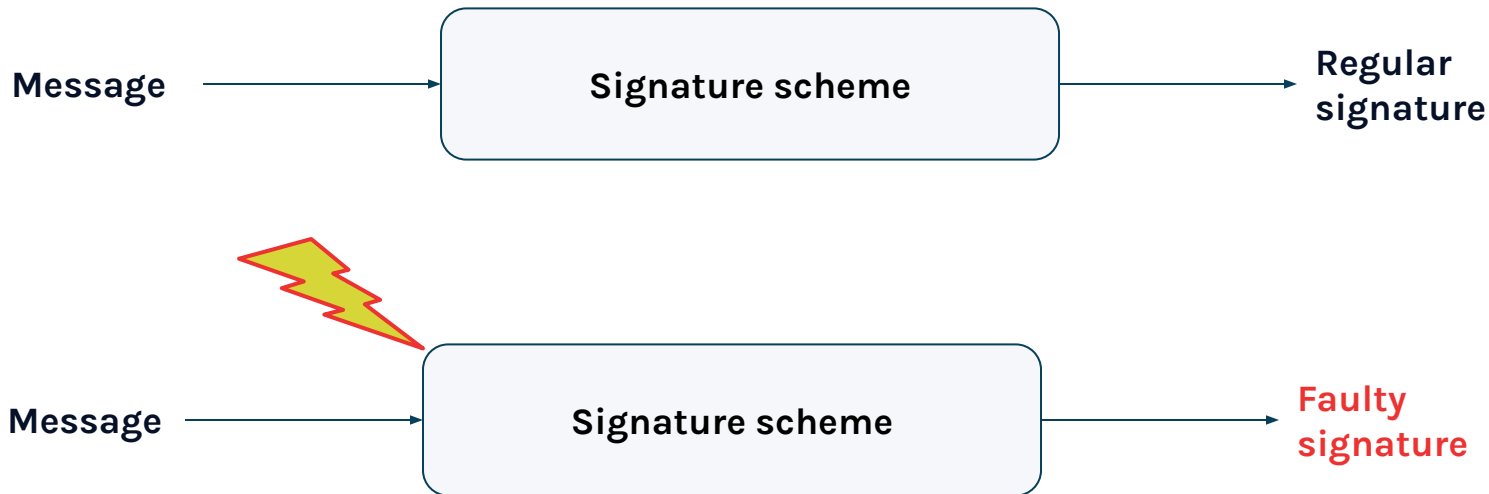 Message
Signature scheme
Regular
signature
Message
Signature scheme
Faulty
signature